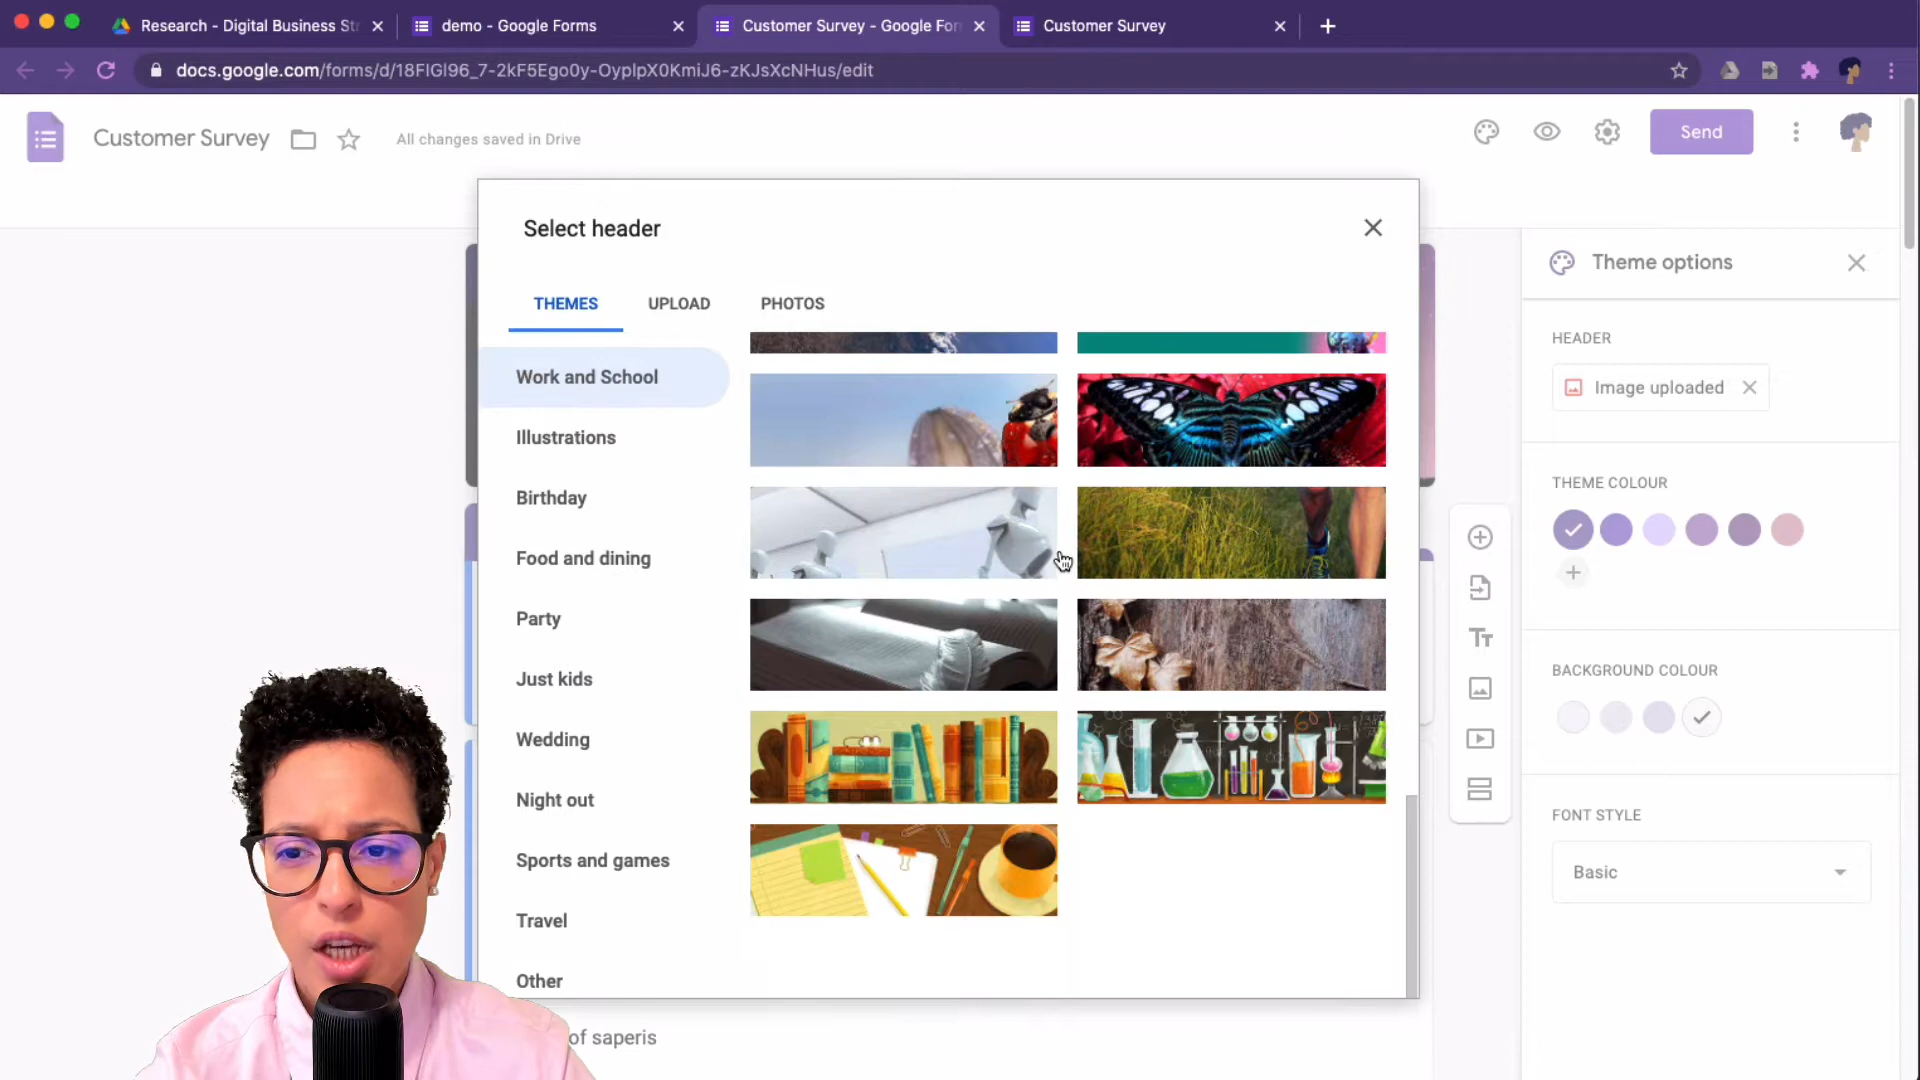 Research - Digital Business Str
demo - Google Forms
Customer Survey - Google For
Customer Survey
docs.google.com/forms/d/18FlGl96_7-2kF5Ego0y-OyplpX0KmiJ6-zKJsXcNHus/edit
Customer Survey
All changes saved in Drive
Send
Select header
THEMES
UPLOAD
PHOTOS
Work and School
Illustrations
Birthday
Food and dining
Party
Just kids
Wedding
Night out
Sports and games
Travel
Other
Theme options
HEADER
Image uploaded
THEME COLOUR
BACKGROUND COLOUR
FONT STYLE
Basic
Tт
of saperis